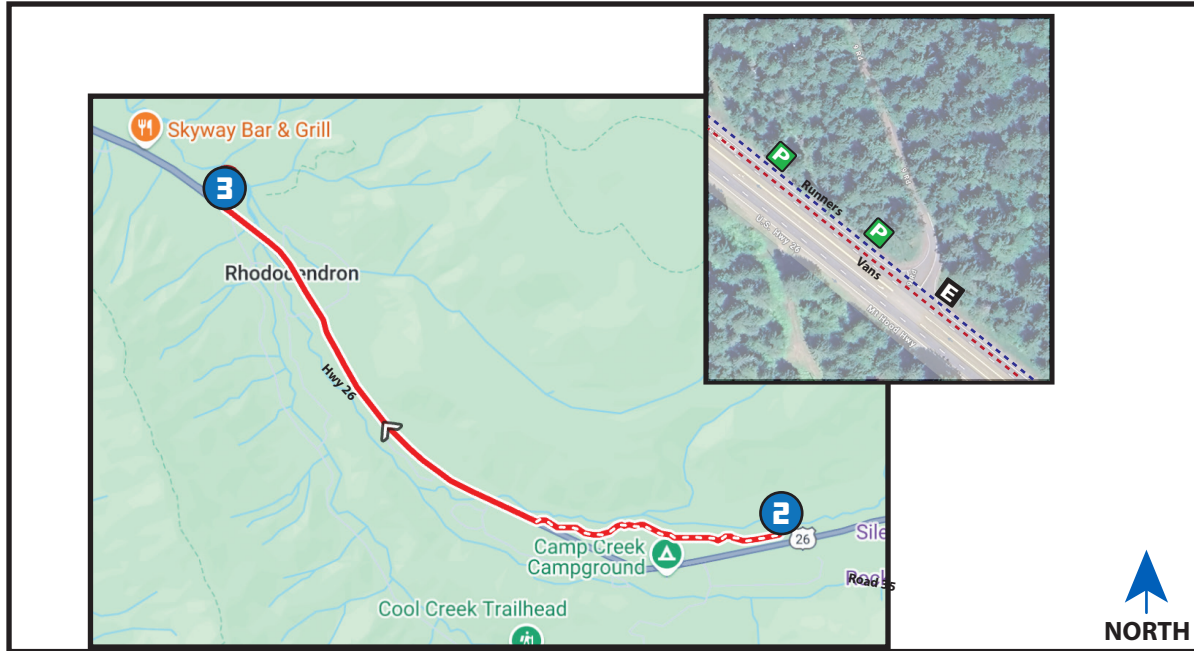 Skyway Bar & Grill
3
Rhododendron
Hwy 26
2
26
Camp Creek
Campground
Sile
Road 35
Cool Creek Trailhead
P
Runners
P
U.S. Hwy 26
Vans
E
Mt Hood Hwy
NORTH